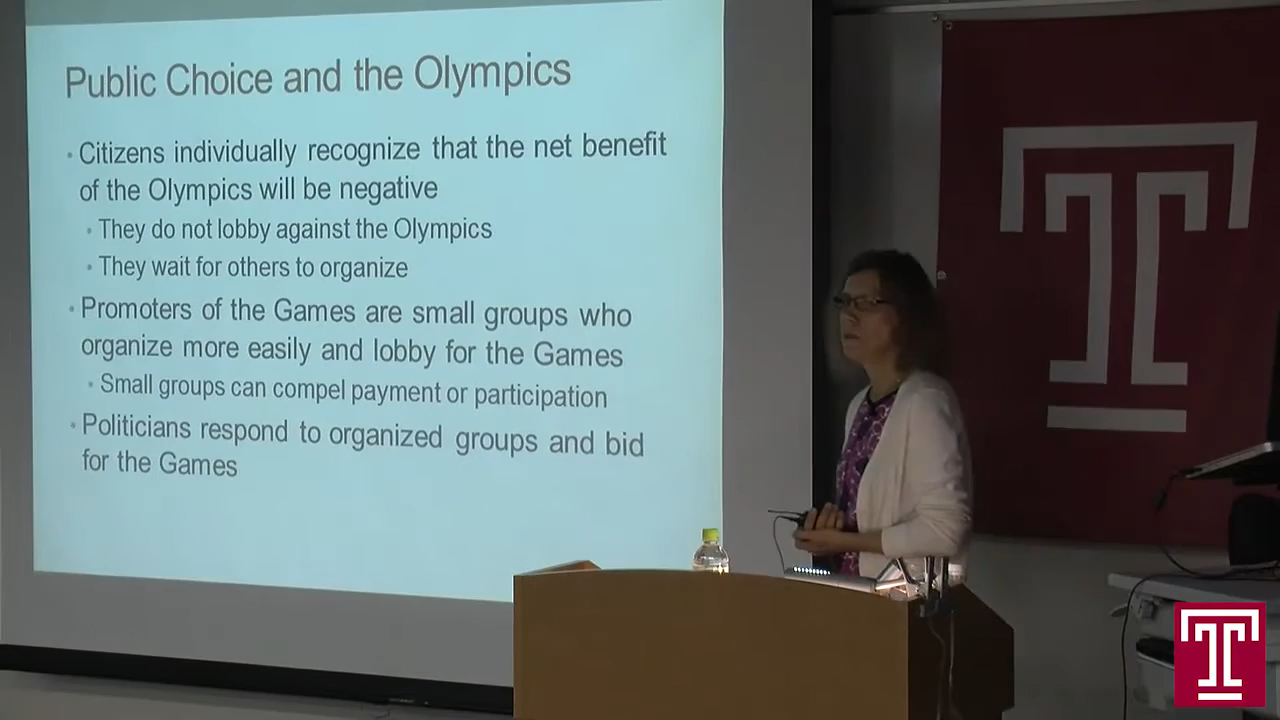 Public Choice and the Olympics
• Citizens individually recognize that the net benefit
of the Olympics will be negative
• They do not lobby against the Olympics
• They wait for others to organize
• Promoters of the Games are small groups who
organize more easily and lobby for the Games
• Small groups can compel payment or participation
• Politicians respond to organized groups and bid
for the Games